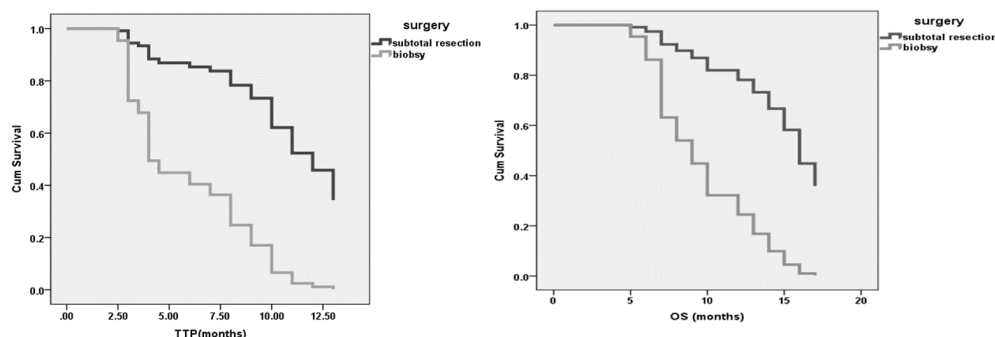 surgery
subtotal resection
biobsy
Cum Survival
1.0
0.8
0.6
0.4
0.2
0.0
.00 2.50 5.00 7.50 10.00 12.50
TTP(months)
surgery
subtotal resection
biobsy
Cum Survival
1.0
0.8
0.6
0.4
0.2
0.0
0 5 10 15 20
OS (months)